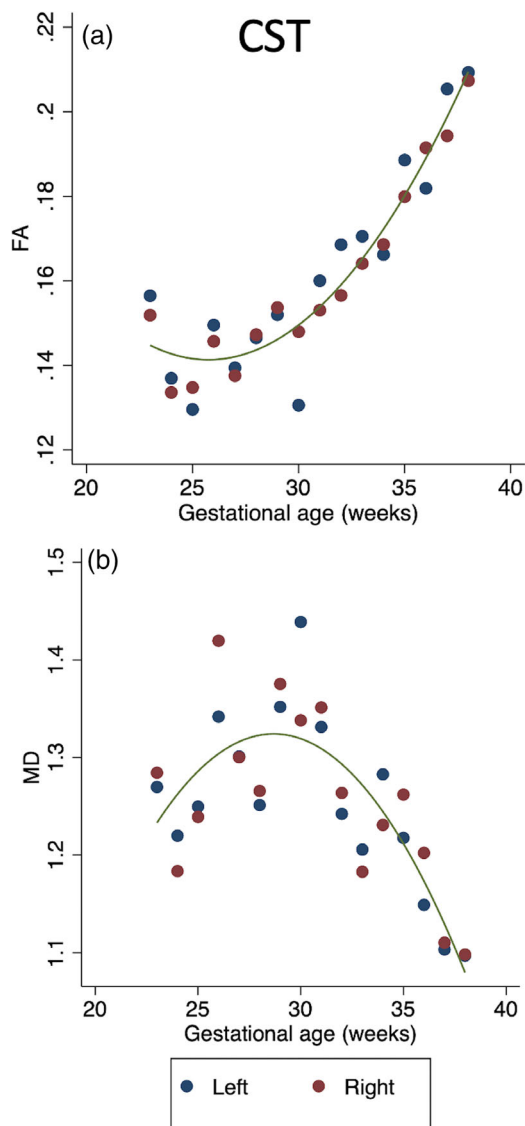 CST
(a)
.22
.2
.18
.16
.14
.12
FA
20 25 30 35 40
Gestational age (weeks)
(b)
1.5
1.4
1.3
1.2
1.1
MD
20 25 30 35 40
Gestational age (weeks)
Left Right